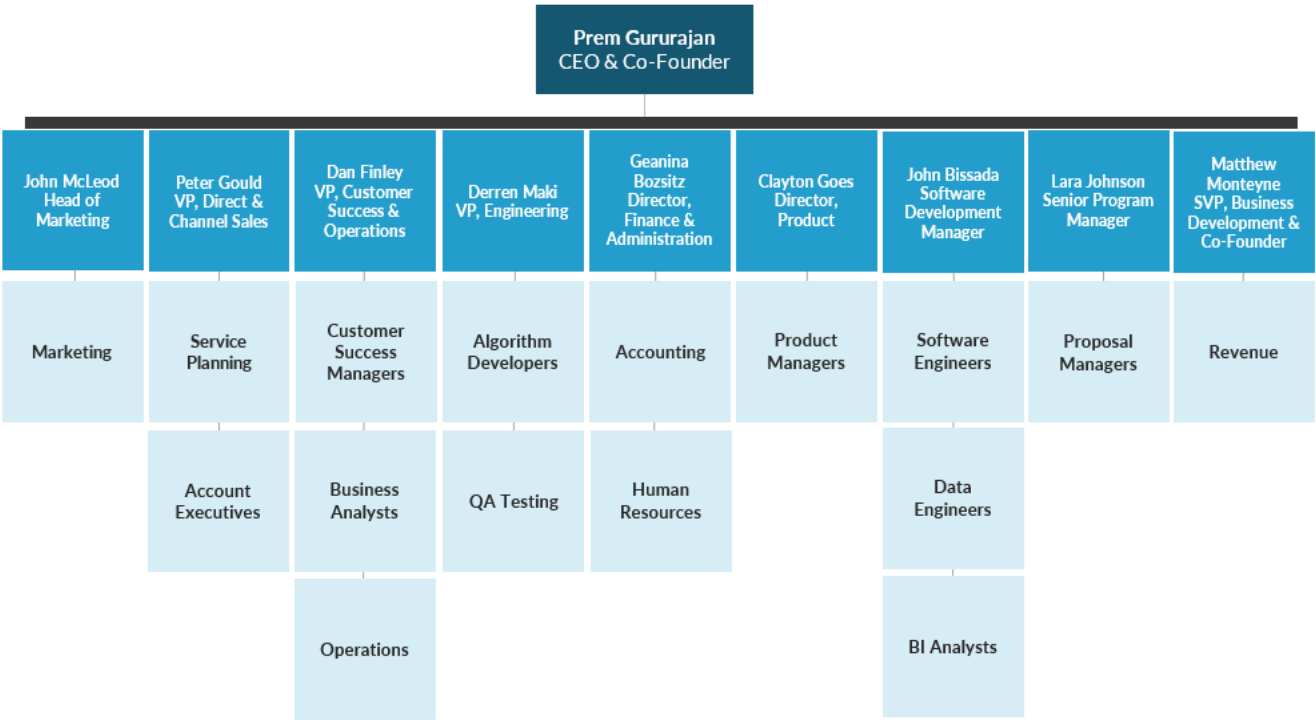 Prem Gururajan
CEO & Co-Founder
John McLeod
Head of
Marketing
Peter Gould
VP, Direct &
Channel Sales
Dan Finley
VP, Customer
Success &
Operations
Derren Maki
VP, Engineering
Geanina
Bozsitz
Director,
Finance &
Administration
Clayton Goes
Director,
Product
John Bissada
Software
Development
Manager
Lara Johnson
Senior Program
Manager
Matthew
Monteyne
SVP, Business
Development &
Co-Founder
Marketing
Service
Planning
Customer
Success
Managers
Algorithm
Developers
Accounting
Product
Managers
Software
Engineers
Proposal
Managers
Revenue
Account
Executives
Business
Analysts
QA Testing
Human
Resources
Data
Engineers
Operations
BI Analysts